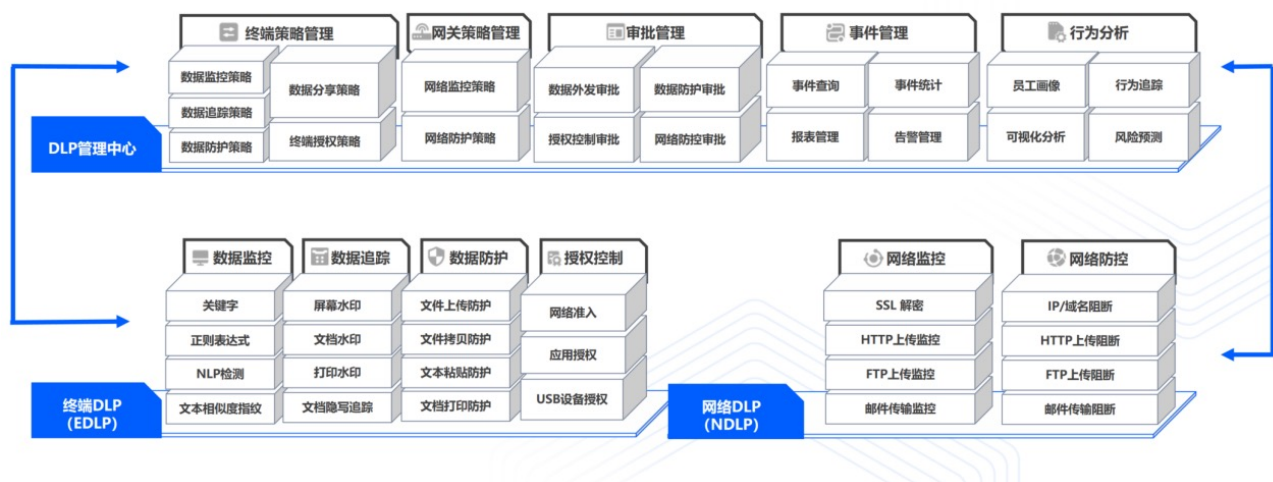 终端策略管理
网关策略管理
审批管理
事件管理
行为分析
数据监控策略
数据追踪策略
数据防护策略
数据分享策略
终端授权策略
网络监控策略
网络防护策略
数据外发审批
数据防护审批
授权控制审批
网络防控审批
事件查询
事件统计
报表管理
告警管理
员工画像
行为追踪
可视化分析
风险预测
DLP管理中心
数据监控
数据追踪
数据防护
授权控制
网络监控
网络防控
关键字
正则表达式
NLP检测
文本相似度指纹
屏幕水印
文档水印
打印水印
文档隐写追踪
文件上传防护
文件拷贝防护
文本粘贴防护
文档打印防护
网络准入
应用授权
USB设备授权
SSL 解密
HTTP上传监控
FTP上传监控
邮件传输监控
IP/域名阻断
HTTP上传阻断
FTP上传阻断
邮件传输阻断
终端DLP
（EDLP）
网络DLP
（NDLP）